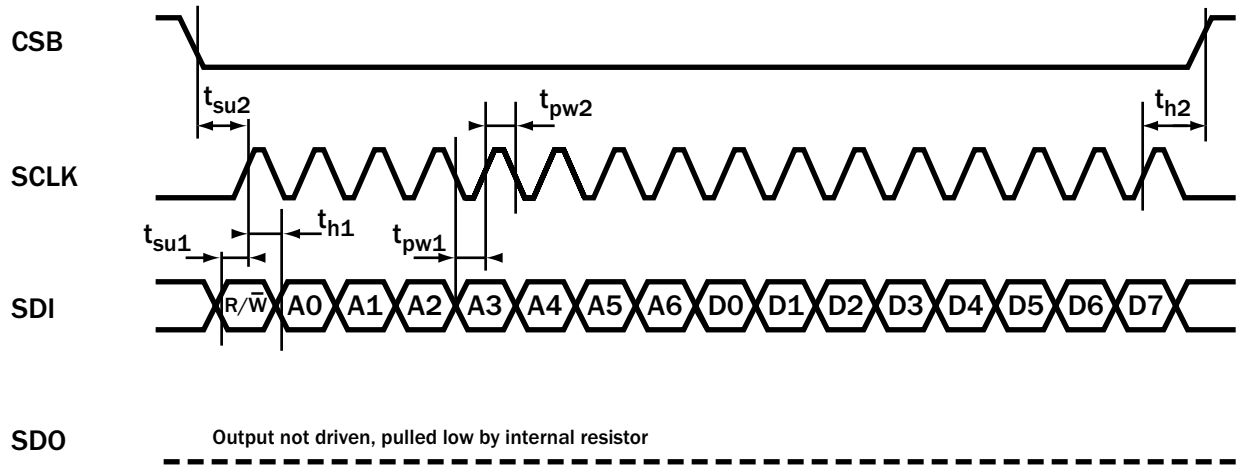 CSB
tsu2
tpw2
th2
SCLK
tsu1
th1
tpw1
SDI
R/W̅ A0 A1 A2 A3 A4 A5 A6 D0 D1 D2 D3 D4 D5 D6 D7
SDO
Output not driven, pulled low by internal resistor